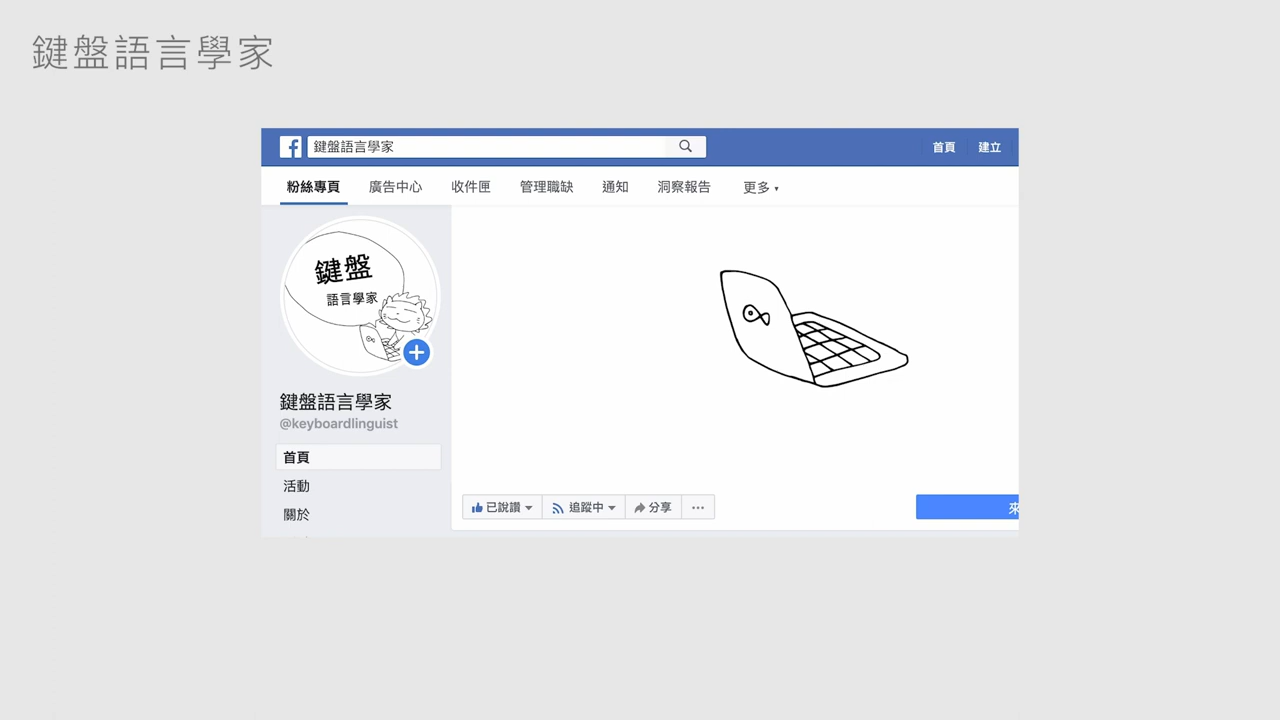 鍵盤語言學家
鍵盤語言學家
首頁 建立
粉絲專頁 廣告中心 收件匣 管理職缺 通知 洞察報告 更多
鍵盤
語言學家
鍵盤語言學家
@keyboardlinguist
首頁
活動
關於
已說讚 追蹤中 分享 ...
來